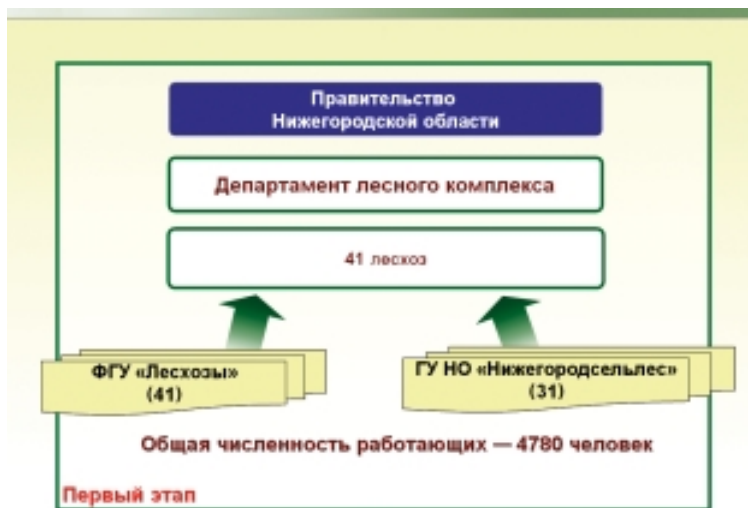 Правительство
Нижегородской области
Департамент лесного комплекса
41 лесхоз
ФГУ «Лесхозы»
(41)
ГУ НО «Нижегородсельлес»
(31)
Общая численность работающих — 4780 человек
Первый этап